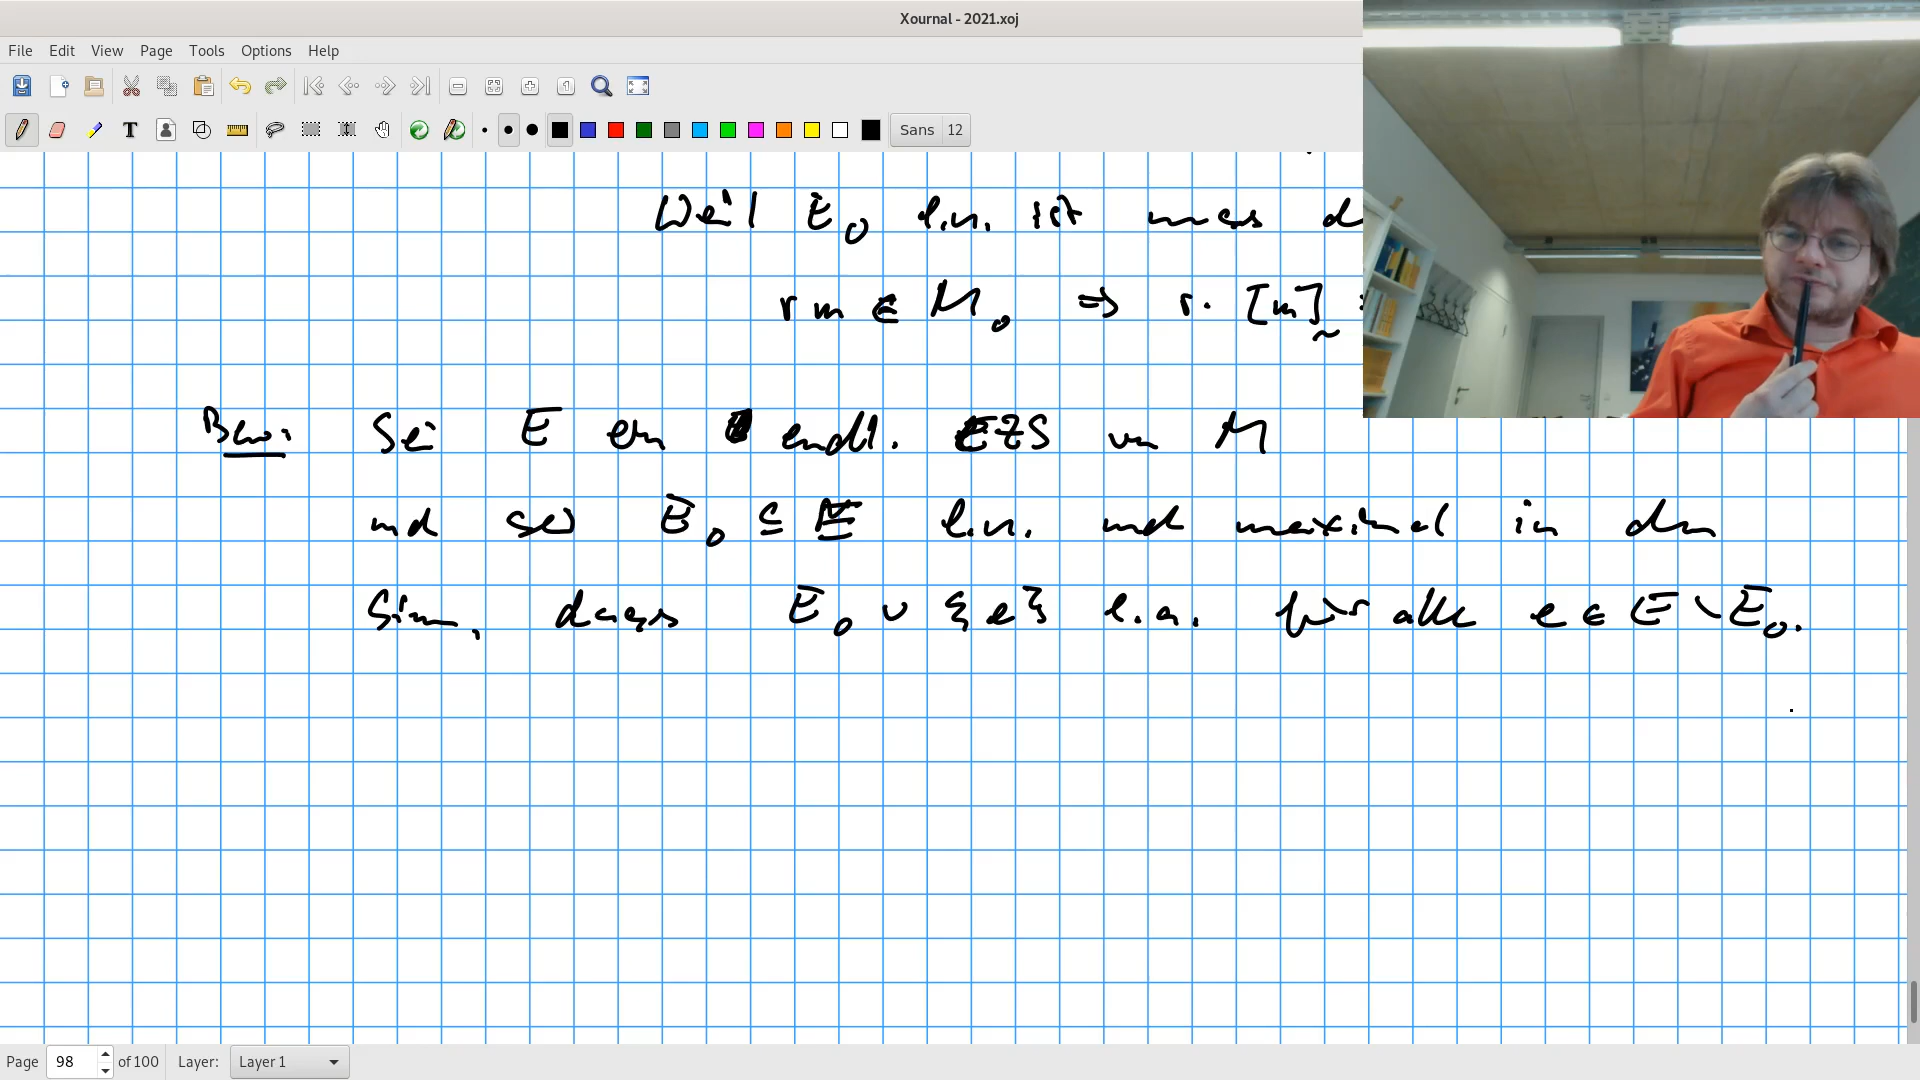 Xournal - 2021.xoj
File Edit View Page Tools Options Help
Sans 12
Weil E₀ l.u. ist muss d
r m ∈ M₀ ⇒ r · [m]~
Bew: Sei E ein endl. EZS von M
und sei E₀ ⊆ E l.u. und maximal in dem
Sinn, dass E₀ ∪ {e} l.a. für alle e ∈ E \ E₀.
Page 98 of 100 Layer: Layer 1